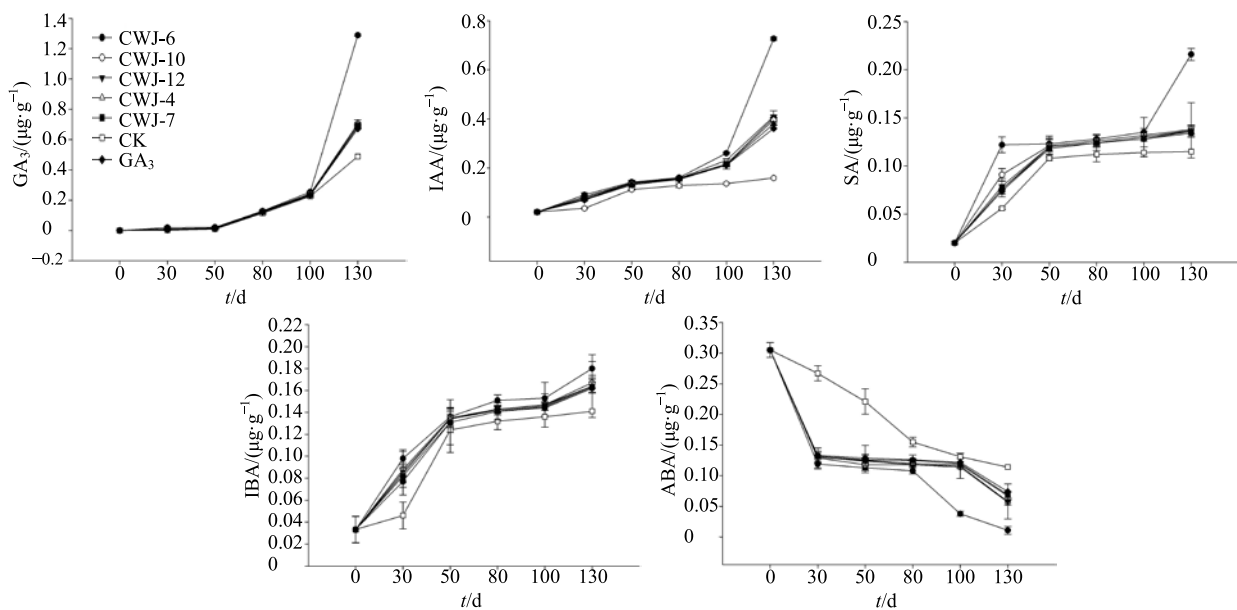 1.4
1.2
1.0
0.8
0.6
0.4
0.2
0
−0.2
GA₃/(μg·g⁻¹)
CWJ-6
CWJ-10
CWJ-12
CWJ-4
CWJ-7
CK
GA₃
0 30 50 80 100 130
t/d
0.8
0.6
0.4
0.2
0
IAA/(μg·g⁻¹)
0 30 50 80 100 130
t/d
0.25
0.20
0.15
0.10
0.05
0
SA/(μg·g⁻¹)
0 30 50 80 100 130
t/d
0.22
0.20
0.18
0.16
0.14
0.12
0.10
0.08
0.06
0.04
0.02
0
IBA/(μg·g⁻¹)
0 30 50 80 100 130
t/d
0.35
0.30
0.25
0.20
0.15
0.10
0.05
0
ABA/(μg·g⁻¹)
0 30 50 80 100 130
t/d